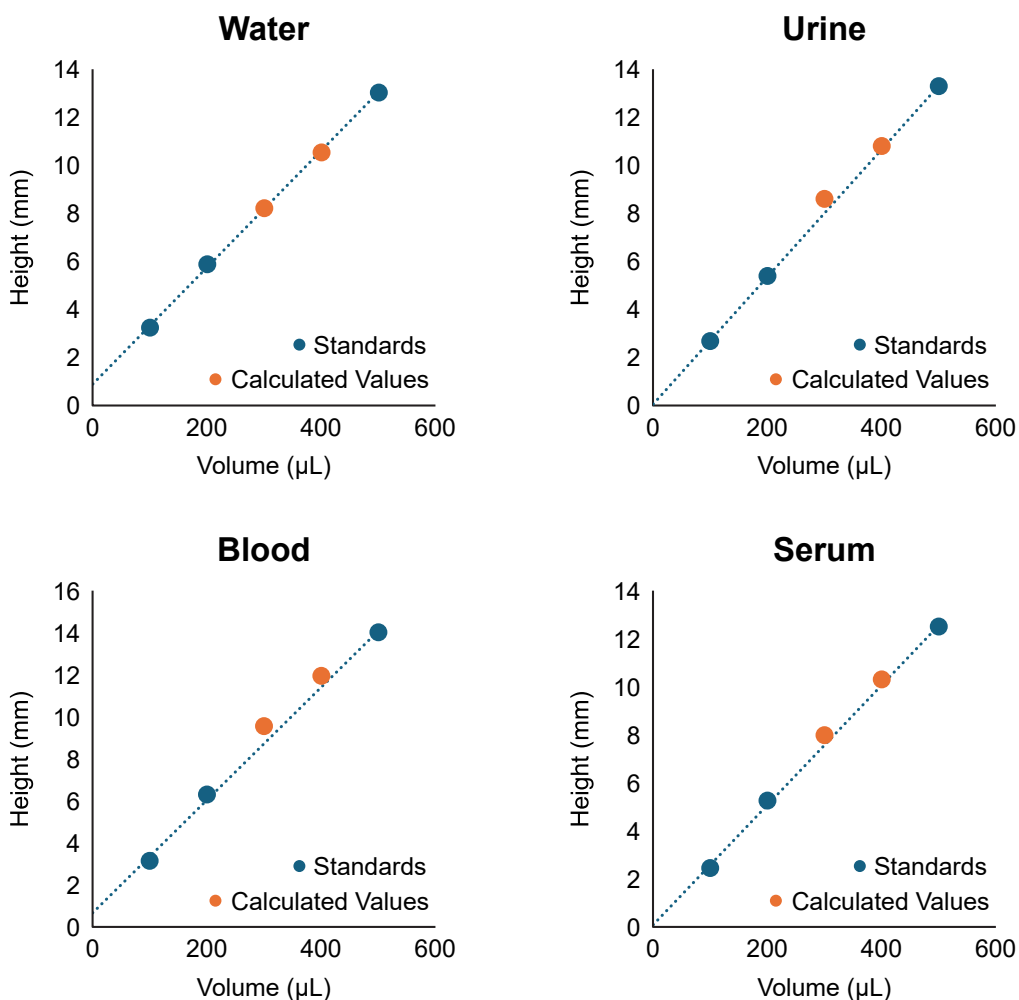 Water
14
12
10
8
6
4
2
0
Height (mm)
Standards
Calculated Values
0 200 400 600
Volume (µL)
Urine
14
12
10
8
6
4
2
0
Height (mm)
Standards
Calculated Values
0 200 400 600
Volume (µL)
Blood
16
14
12
10
8
6
4
2
0
Height (mm)
Standards
Calculated Values
0 200 400 600
Volume (µL)
Serum
14
12
10
8
6
4
2
0
Height (mm)
Standards
Calculated Values
0 200 400 600
Volume (µL)